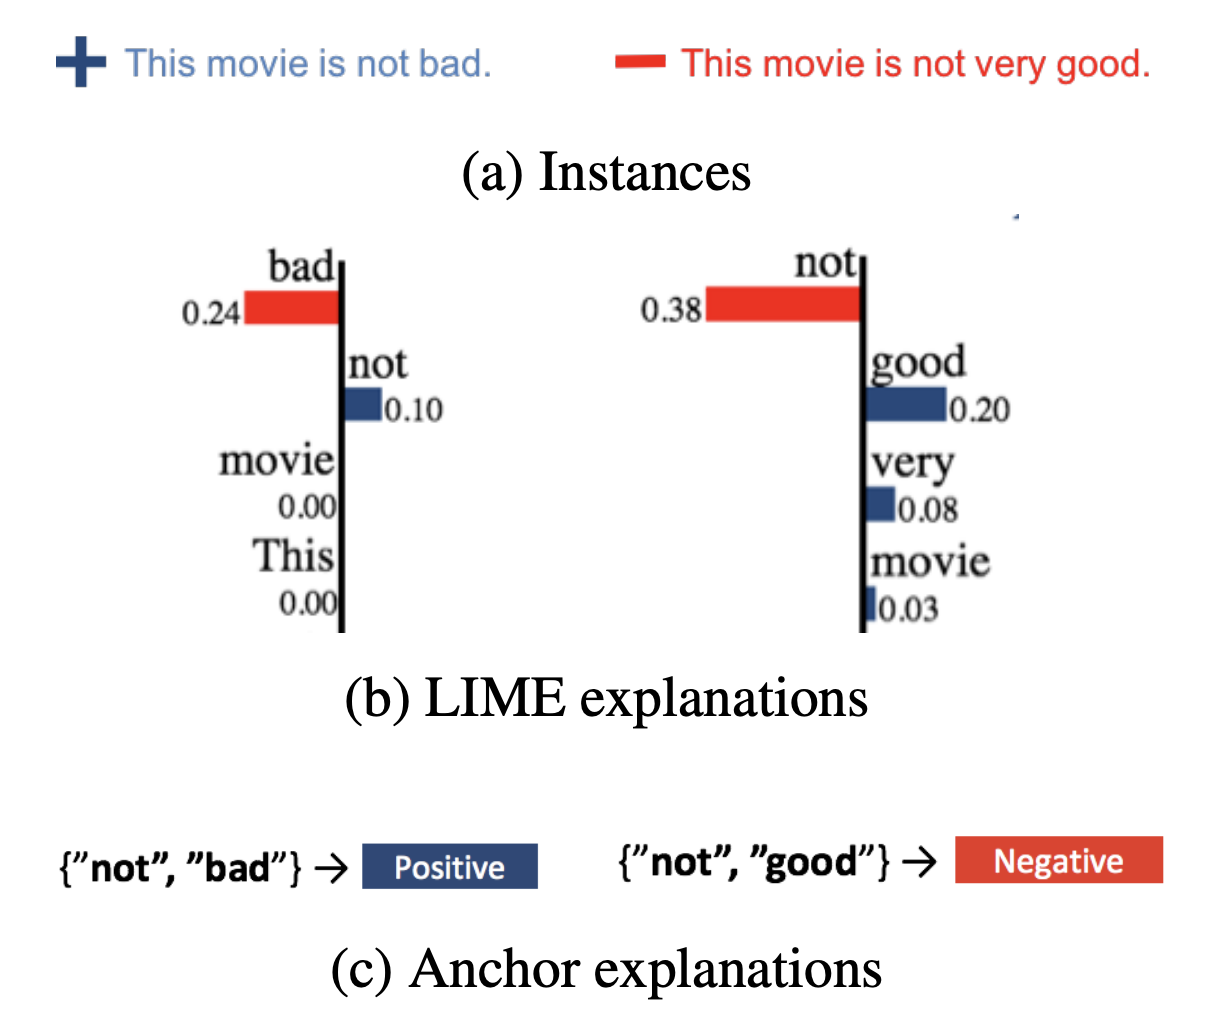 + This movie is not bad.
− This movie is not very good.
(a) Instances
bad
0.24
not
0.10
movie
0.00
This
0.00
not
0.38
good
0.20
very
0.08
movie
0.03
(b) LIME explanations
{”not”, ”bad”} → Positive
{”not”, ”good”} → Negative
(c) Anchor explanations